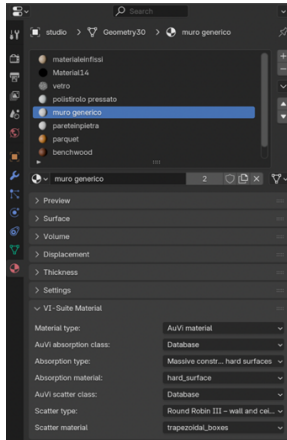 Search
studio > Geometry30 > muro generico
materialeinfissi
Material14
vetro
polistirolo pressato
muro generico
pareteinpietra
parquet
benchwood
muro generico 2
Preview
Surface
Volume
Displacement
Thickness
Settings
VI-Suite Material
Material type: AuVi material
AuVi absorption class: Database
Absorption type: Massive constr... hard surfaces
Absorption material: hard_surface
AuVi scatter class: Database
Scatter type: Round Robin III – wall and cei...
Scatter material trapezoidal_boxes